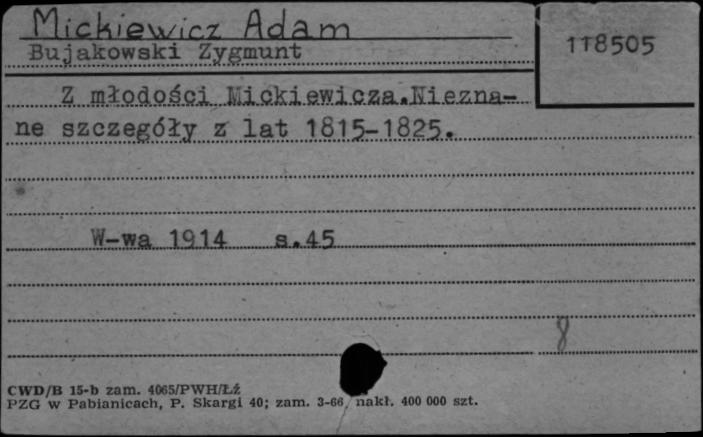 Mickiewicz Adam
118505
Bujakowski Zygmunt
Z młodości Mickiewicza.Niezna-
ne szczegóły z lat 1815-1825.
W-wa 1914 s.45
8
CWD/B 15-b zam. 4065/PWH/Łź
PZG w Pabianicach, P. Skargi 40; zam. 3-66 nakł. 400 000 szt.